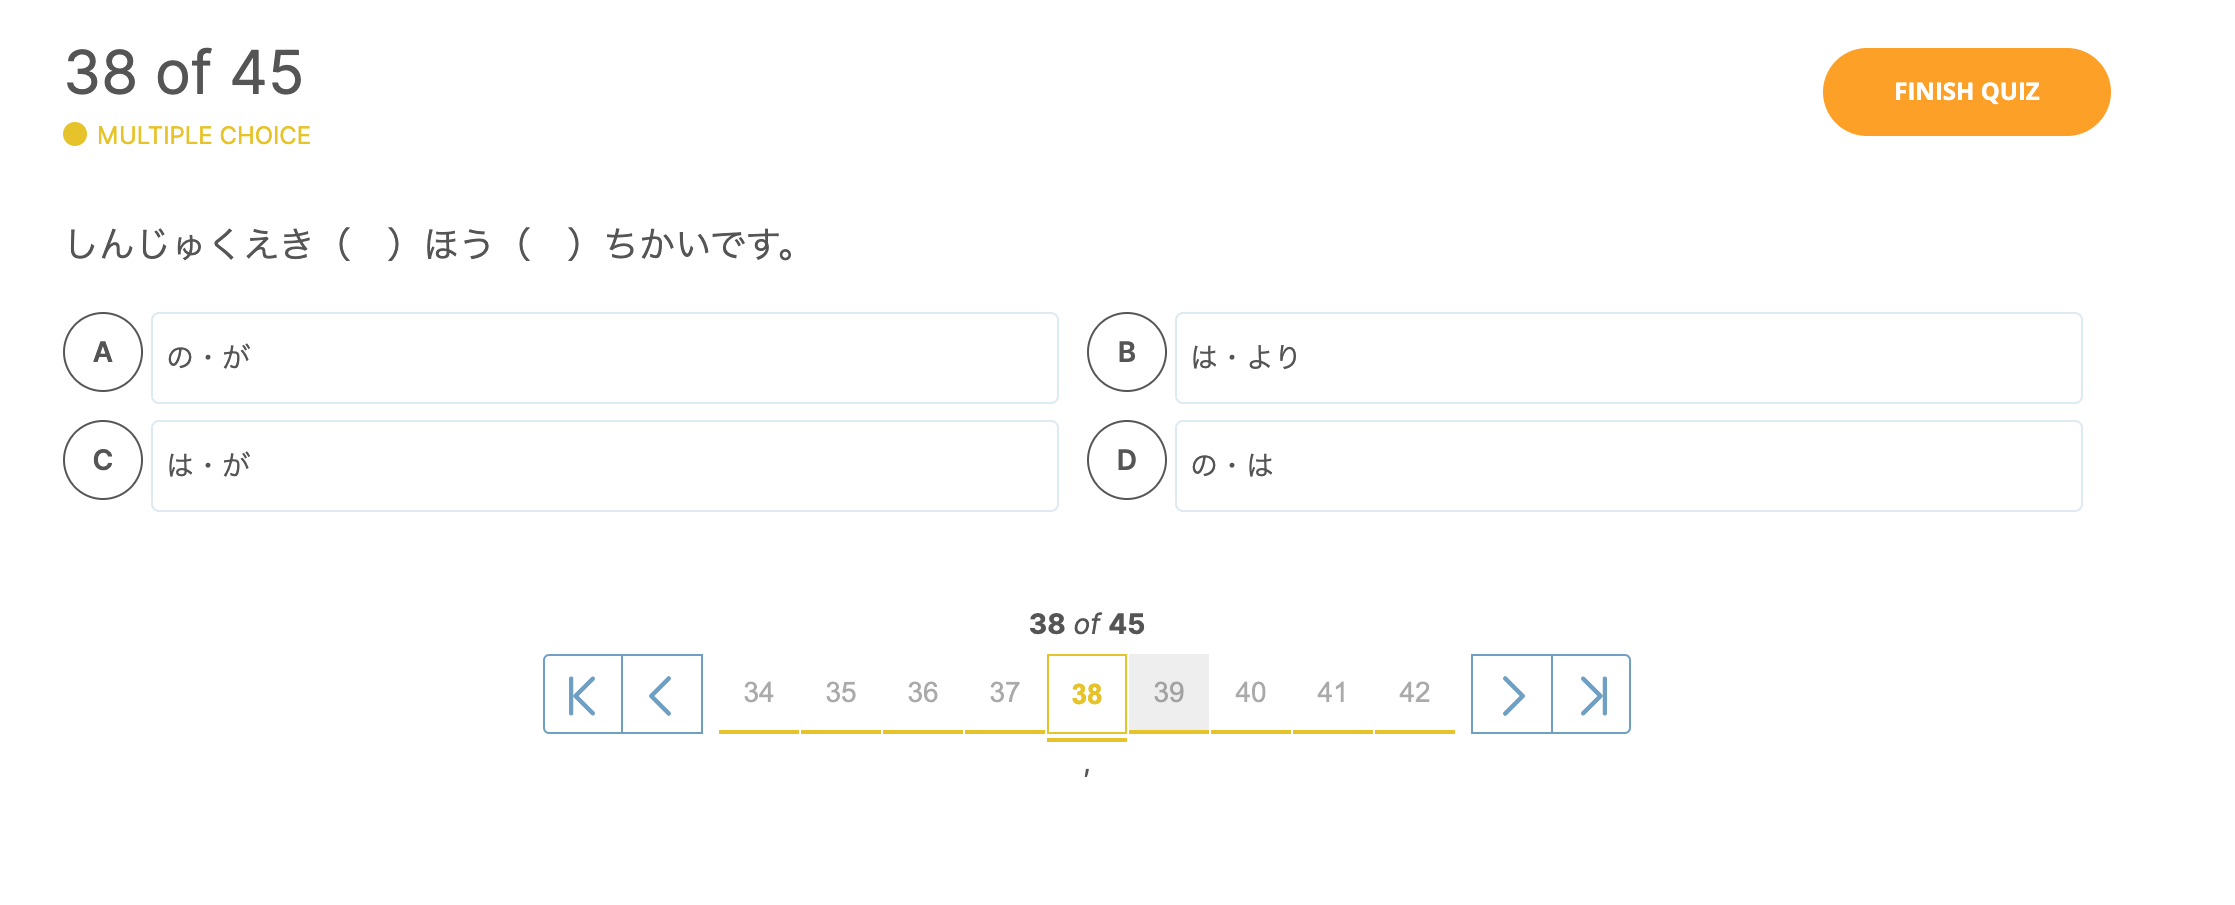 38 of 45
FINISH QUIZ
MULTIPLE CHOICE
しんじゅくえき（　）ほう（　）ちかいです。
A の・が
B は・より
C は・が
D の・は
38 of 45
34 35 36 37 38 39 40 41 42
,